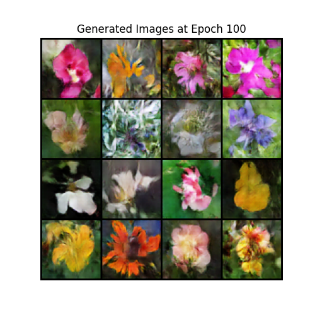 Generated Images at Epoch 100